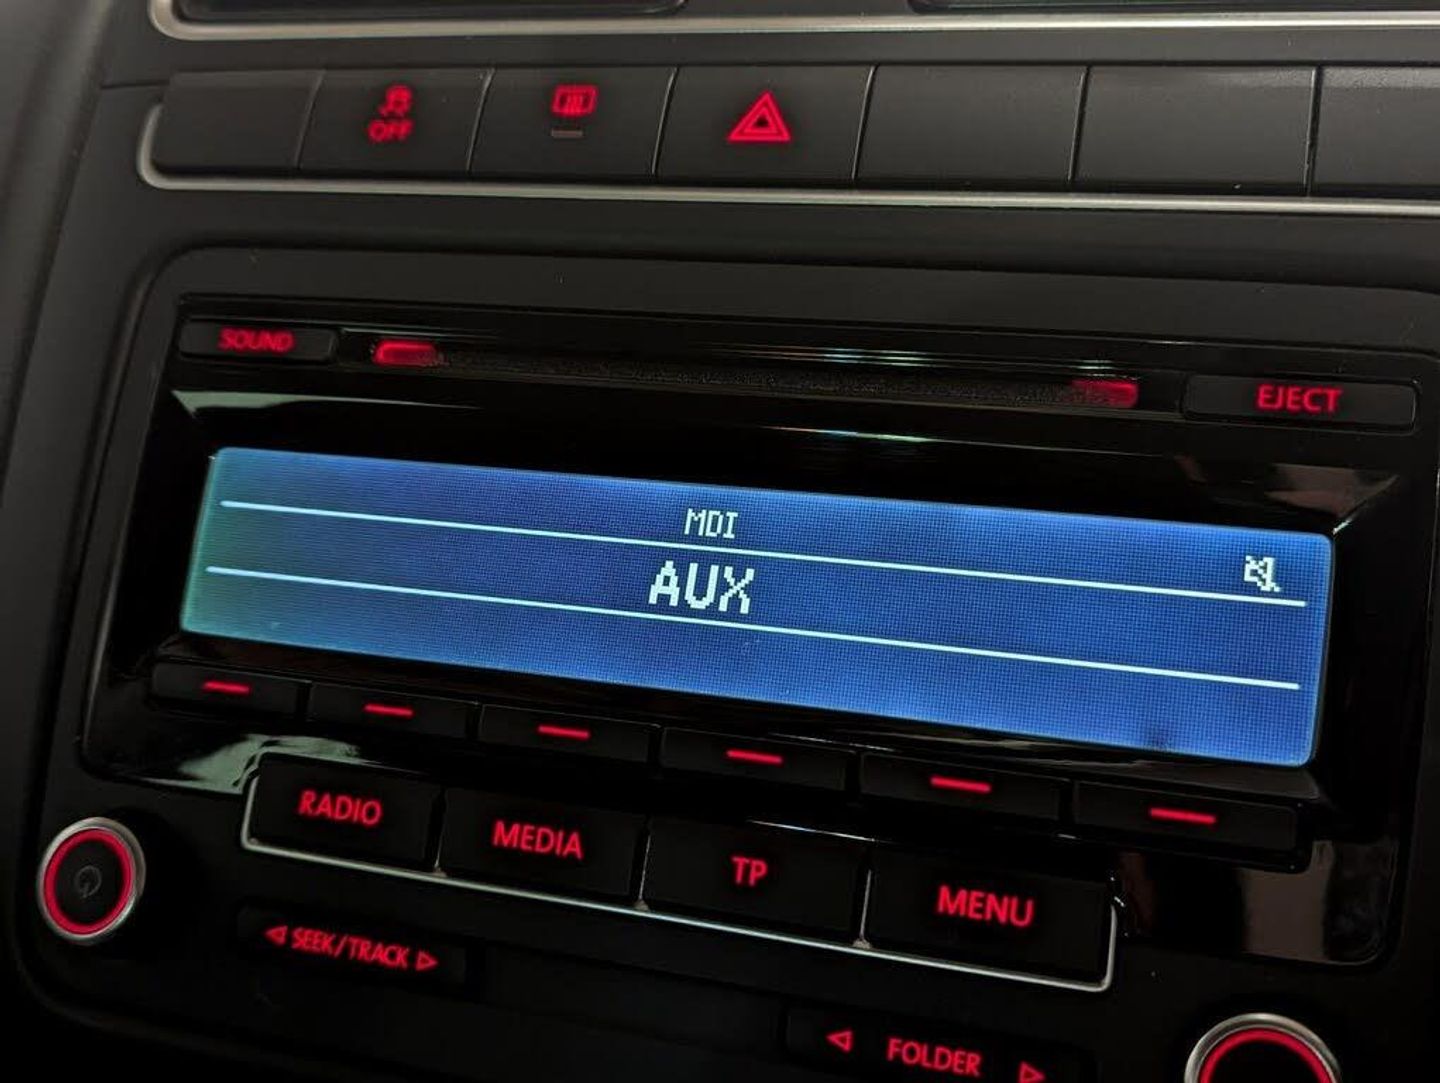 OFF
SOUND
EJECT
MDI
AUX
RADIO
MEDIA
TP
MENU
SEEK/TRACK
FOLDER